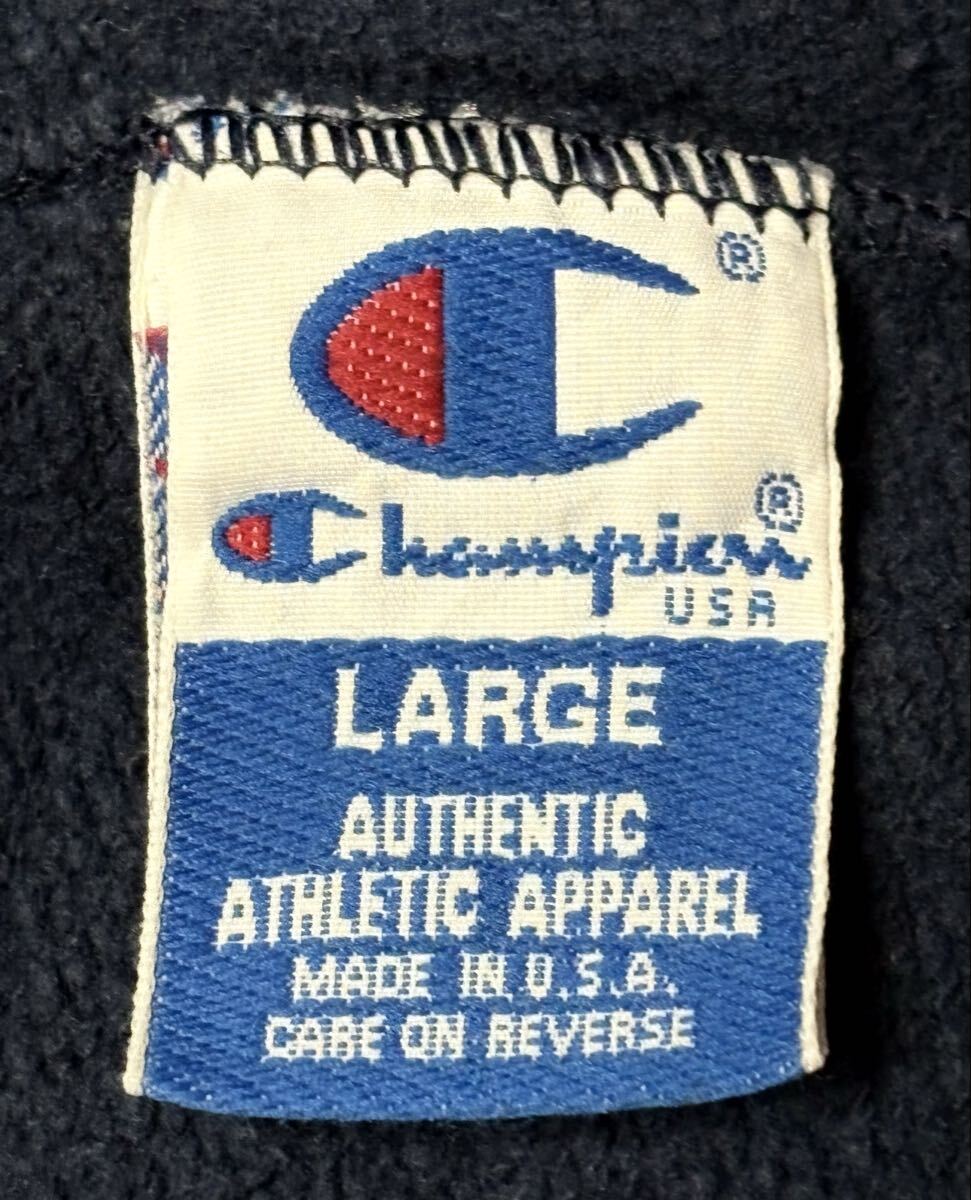 ®
Champion®
USA
LARGE
AUTHENTIC
ATHLETIC APPAREL
MADE IN U.S.A.
CARE ON REVERSE